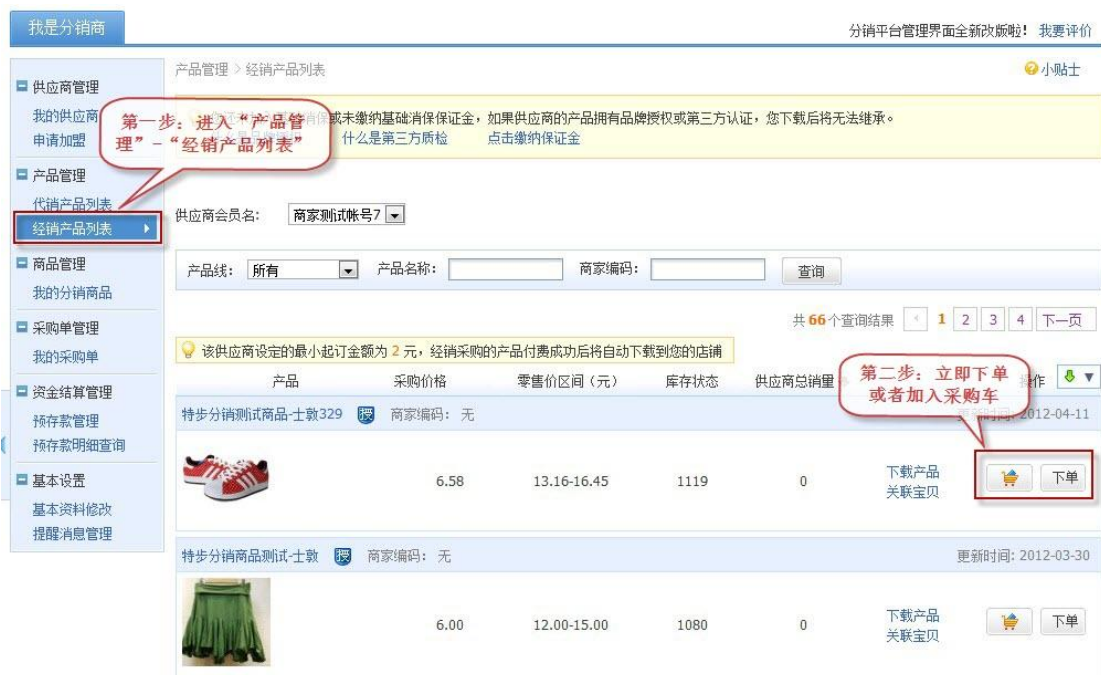 我是分销商
分销平台管理界面全新改版啦！ 我要评价
供应商管理
我的供应商
申请加盟
产品管理
代销产品列表
经销产品列表
商品管理
我的分销商品
采购单管理
我的采购单
资金结算管理
预存款管理
预存款明细查询
基本设置
基本资料修改
提醒消息管理
产品管理 > 经销产品列表
小贴士
第一步：进入“产品管
理”-“经销产品列表”
或未缴纳基础消保保证金，如果供应商的产品拥有品牌授权或第三方认证，您下载后将无法继承。
什么是第三方质检 点击缴纳保证金
供应商会员名： 商家测试帐号7
产品线： 所有 产品名称： 商家编码： 查询
共 66 个查询结果 1 2 3 4 下一页
该供应商设定的最小起订金额为 2 元，经销采购的产品付费成功后将自动下载到您的店铺
产品 采购价格 零售价区间（元） 库存状态 供应商总销量 操作
第二步：立即下单
或者加入采购车
特步分销测试商品-士敦329 授 商家编码： 无 更新时间: 2012-04-11
6.58 13.16-16.45 1119 0 下载产品 下单
关联宝贝
特步分销商品测试-士敦 授 商家编码： 无 更新时间: 2012-03-30
6.00 12.00-15.00 1080 0 下载产品 下单
关联宝贝